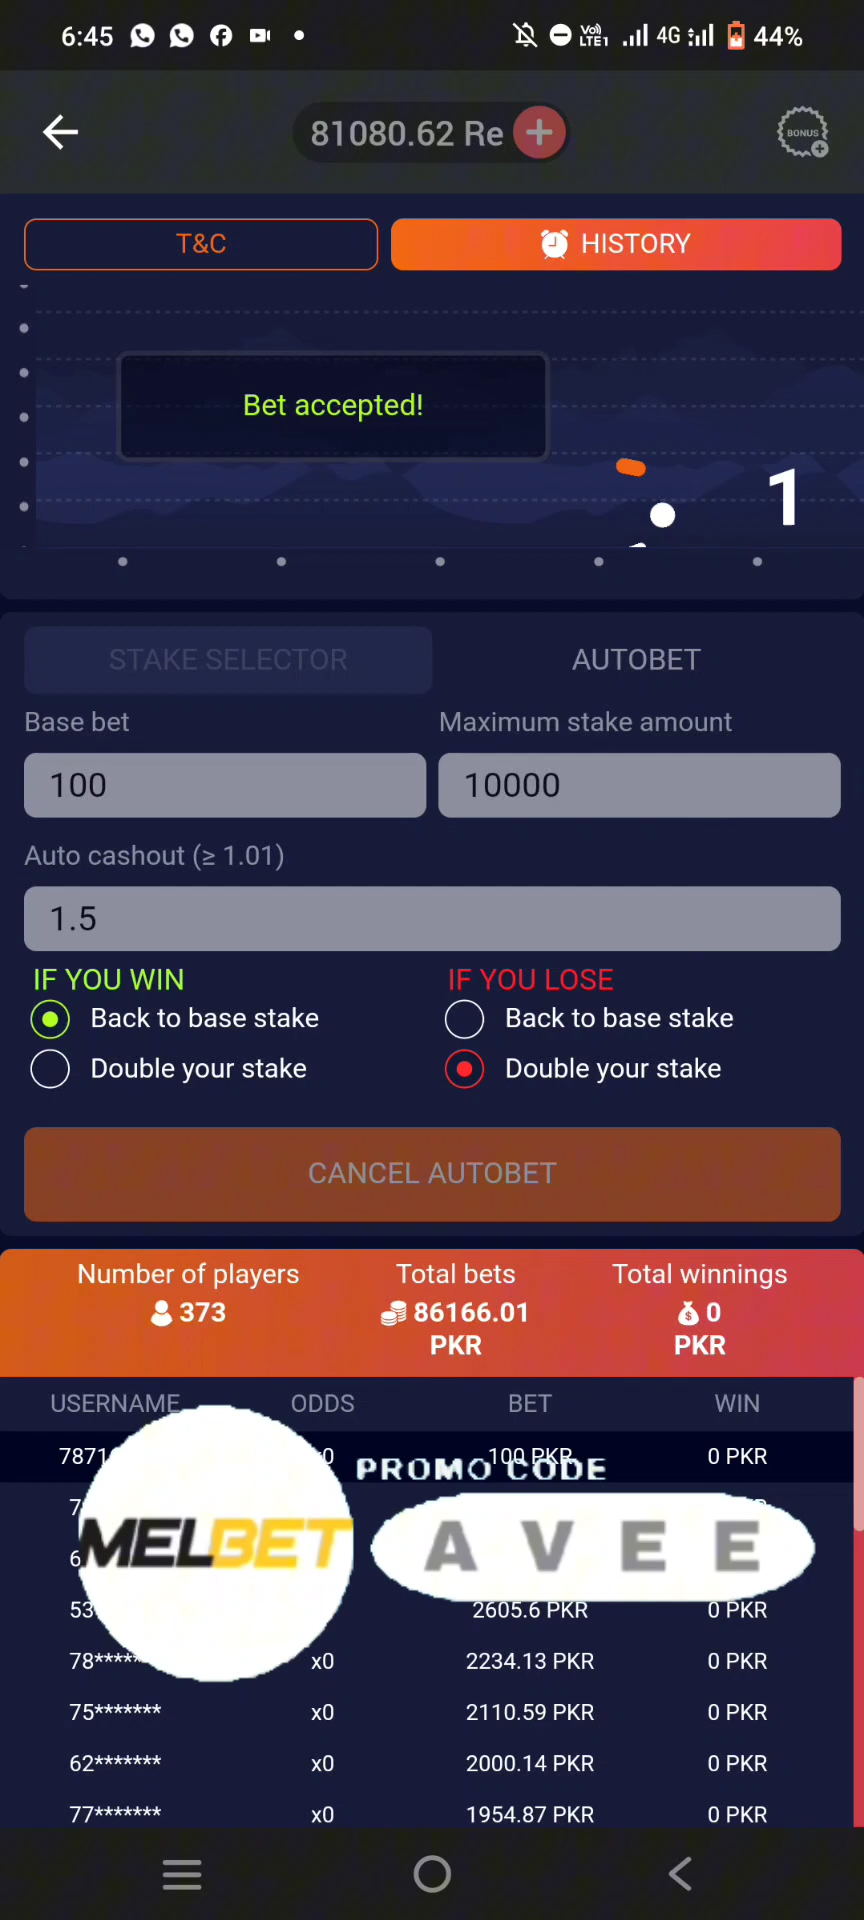 6:45
Vo)) LTE1 4G 44%
81080.62 Re
BONUS
T&C
HISTORY
Bet accepted!
1
STAKE SELECTOR
AUTOBET
Base bet
Maximum stake amount
100
10000
Auto cashout (≥ 1.01)
1.5
IF YOU WIN
IF YOU LOSE
Back to base stake
Back to base stake
Double your stake
Double your stake
CANCEL AUTOBET
Number of players
Total bets
Total winnings
373
86166.01 PKR
0 PKR
USERNAME ODDS BET WIN
100 PKR 0 PKR
PROMO CODE
MELBET
AVEE
2605.6 PKR 0 PKR
78***** x0 2234.13 PKR 0 PKR
75******* x0 2110.59 PKR 0 PKR
62******* x0 2000.14 PKR 0 PKR
77******* x0 1954.87 PKR 0 PKR